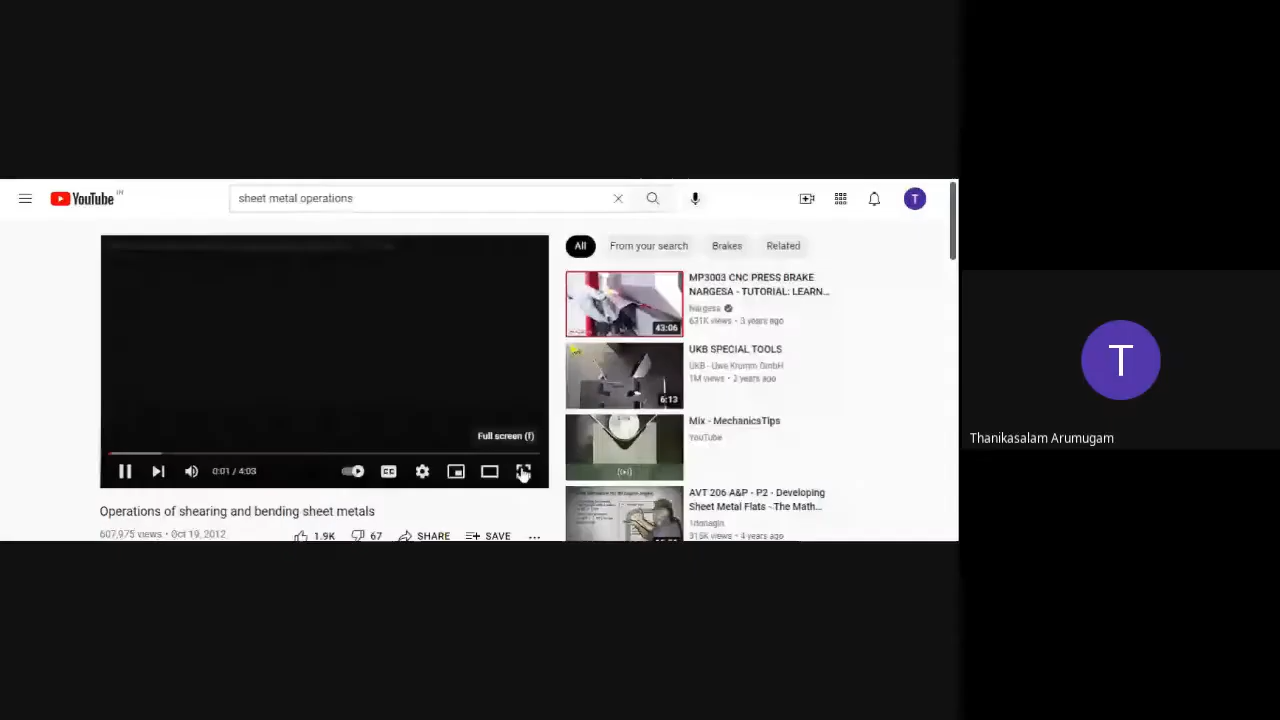 YouTube IN
sheet metal operations
T
All
From your search
Brakes
Related
MP3003 CNC PRESS BRAKE
NARGESA - TUTORIAL: LEARN...
Nargesa
631K views • 3 years ago
43:06
UKB SPECIAL TOOLS
UKB - Uwe Krumm GmbH
1M views • 2 years ago
6:13
Mix - MechanicsTips
YouTube
AVT 206 A&P - P2 - Developing
Sheet Metal Flats - The Math...
1donagin
315K views • 4 years ago
Full screen (f)
0:01 / 4:03
CC
Operations of shearing and bending sheet metals
607,975 views • Oct 19, 2012
1.9K
67
SHARE
SAVE
T
Thanikasalam Arumugam